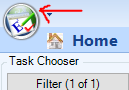 Home
Task Chooser
Filter (1 of 1)